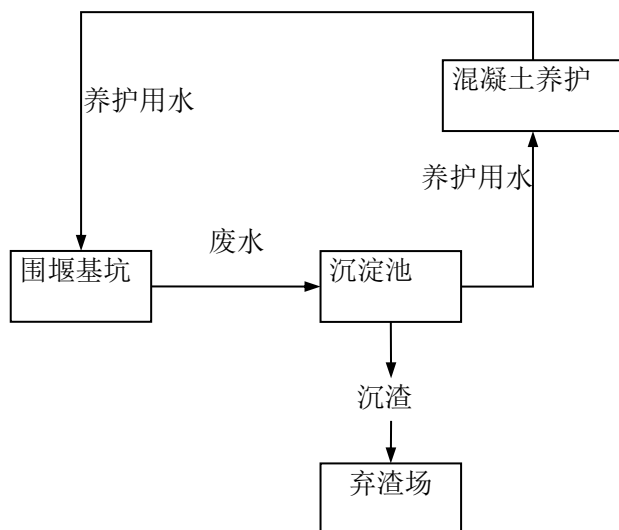 混凝土养护
养护用水
养护用水
废水
围堰基坑
沉淀池
沉渣
弃渣场